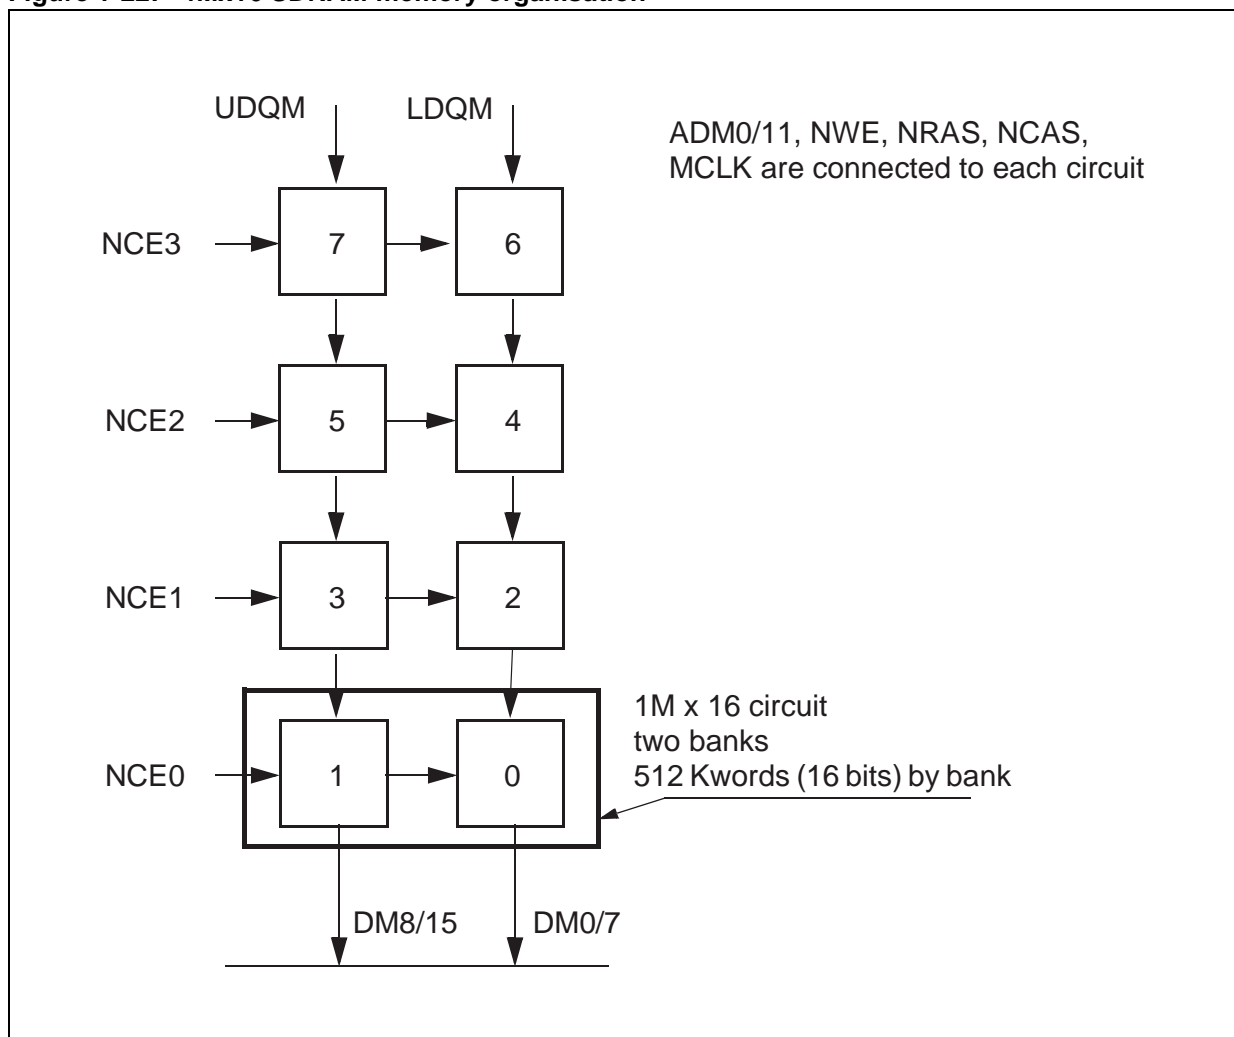 UDQM LDQM
ADM0/11, NWE, NRAS, NCAS,
MCLK are connected to each circuit
NCE3 7 6
NCE2 5 4
NCE1 3 2
1M x 16 circuit
two banks
512 Kwords (16 bits) by bank
NCE0 1 0
DM8/15 DM0/7